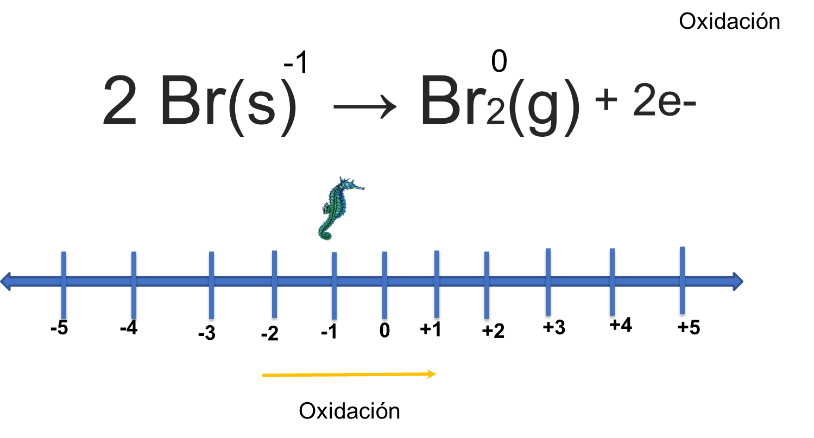 Oxidación
2 Br(s)⁻¹ → Br₂(g)⁰ + 2e-
-5 -4 -3 -2 -1 0 +1 +2 +3 +4 +5
Oxidación